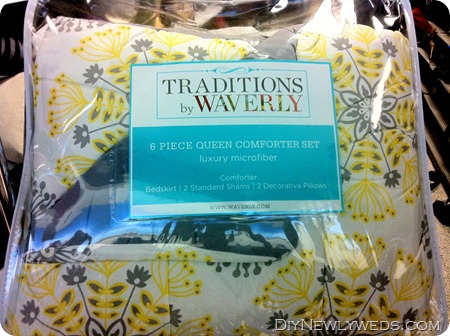 TRADITIONS
by WAVERLY
6 PIECE QUEEN COMFORTER SET
luxury microfiber
Comforter
Bedskirt | 2 Standard Shams | 2 Decorative Pillows
WWW.WAVERLY.COM
DIYNEWLYWEDS.COM